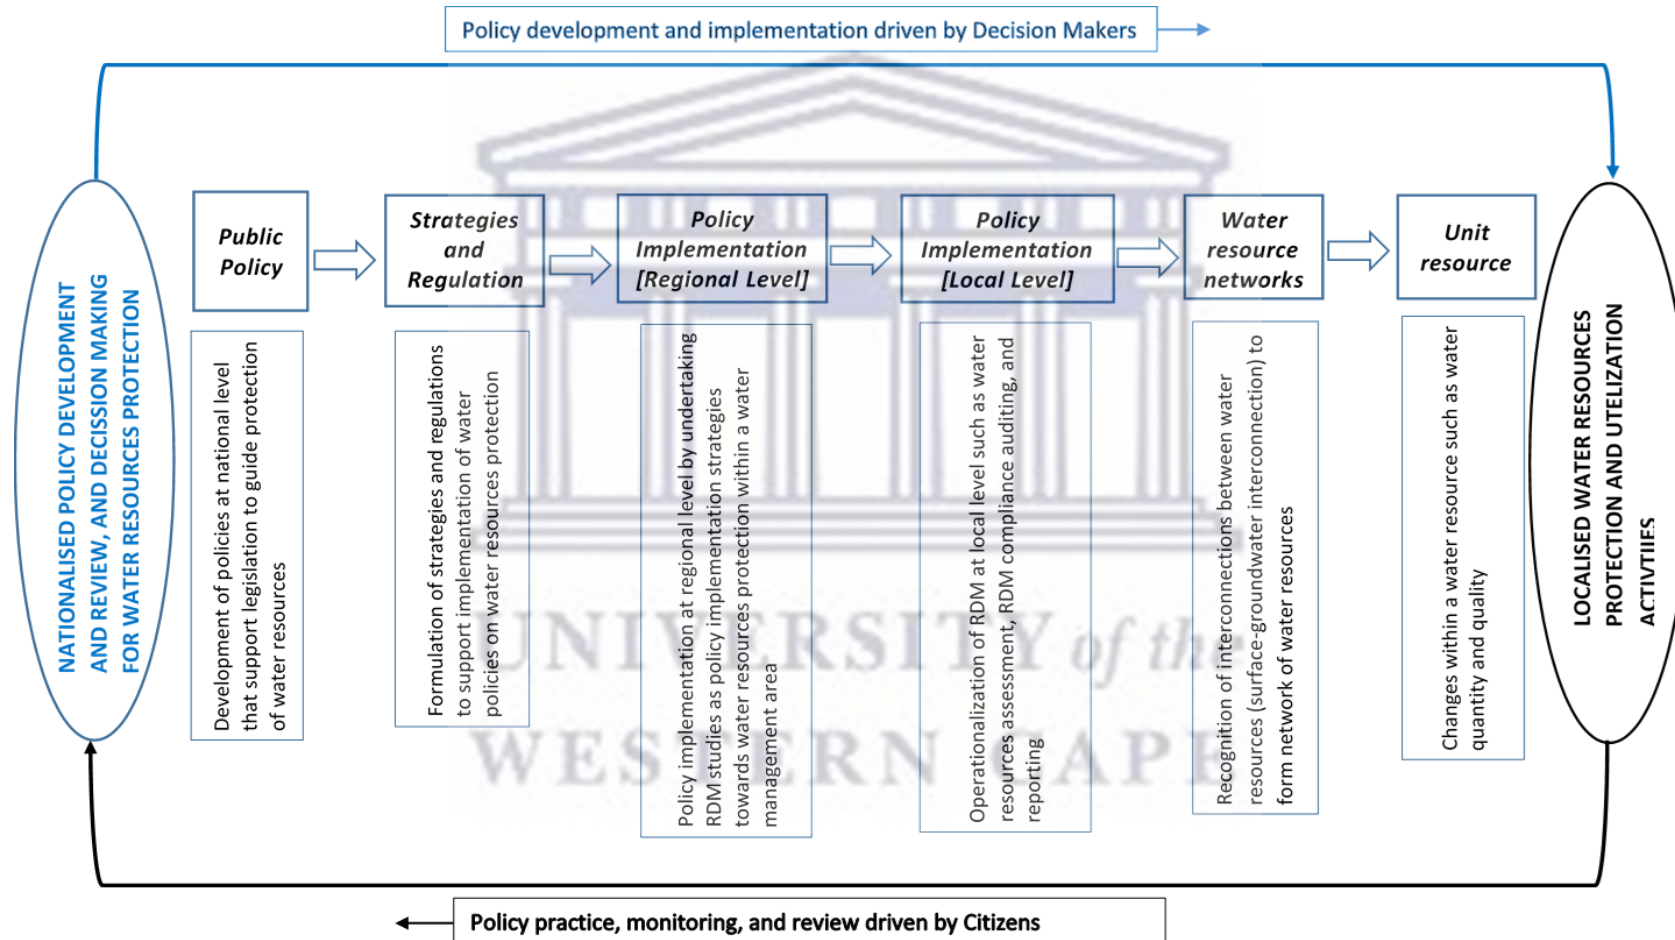 Policy development and implementation driven by Decision Makers
NATIONALISED POLICY DEVELOPMENT
AND REVIEW, AND DECISSION MAKING
FOR WATER RESOURCES PROTECTION
Public
Policy
Strategies
and
Regulation
Policy
Implementation
[Regional Level]
Policy
Implementation
[Local Level]
Water
resource
networks
Unit
resource
Development of policies at national level
that support legislation to guide protection
of water resources
Formulation of strategies and regulations
to support implementation of water
policies on water resources protection
Policy implementation at regional level by undertaking
RDM studies as policy implementation strategies
towards water resources protection within a water
management area
Operationalization of RDM at local level such as water
resources assessment, RDM compliance auditing, and
reporting
Recognition of interconnections between water
resources (surface-groundwater interconnection) to
form network of water resources
Changes within a water resource such as water
quantity and quality
LOCALISED WATER RESOURCES
PROTECTION AND UTELIZATION
ACTIVTIIES
UNIVERSITY of the
WESTERN CAPE
Policy practice, monitoring, and review driven by Citizens